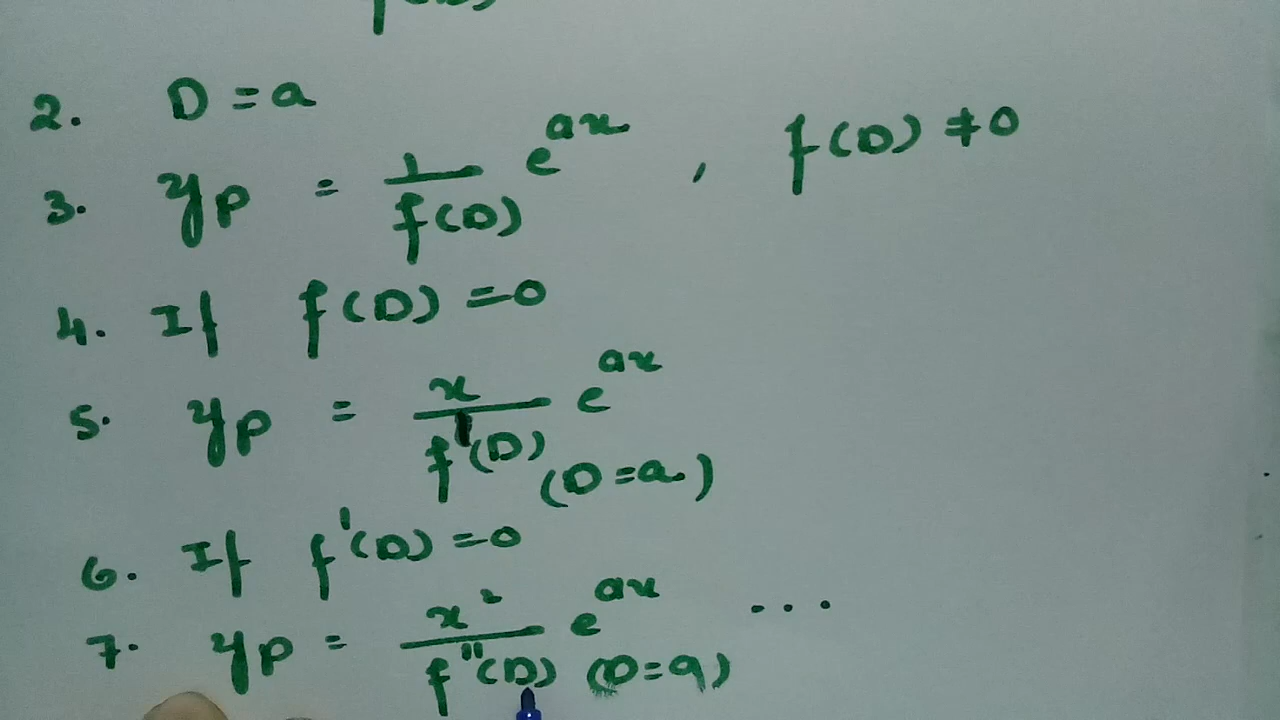 f(D)
2. D = a
3. yp = 1/f(D) e^ax , f(D) ≠ 0
4. If f(D) = 0
5. yp = x/f'(D) e^ax (D = a)
6. If f'(D) = 0
7. yp = x²/f"(D) e^ax (D = a) ...